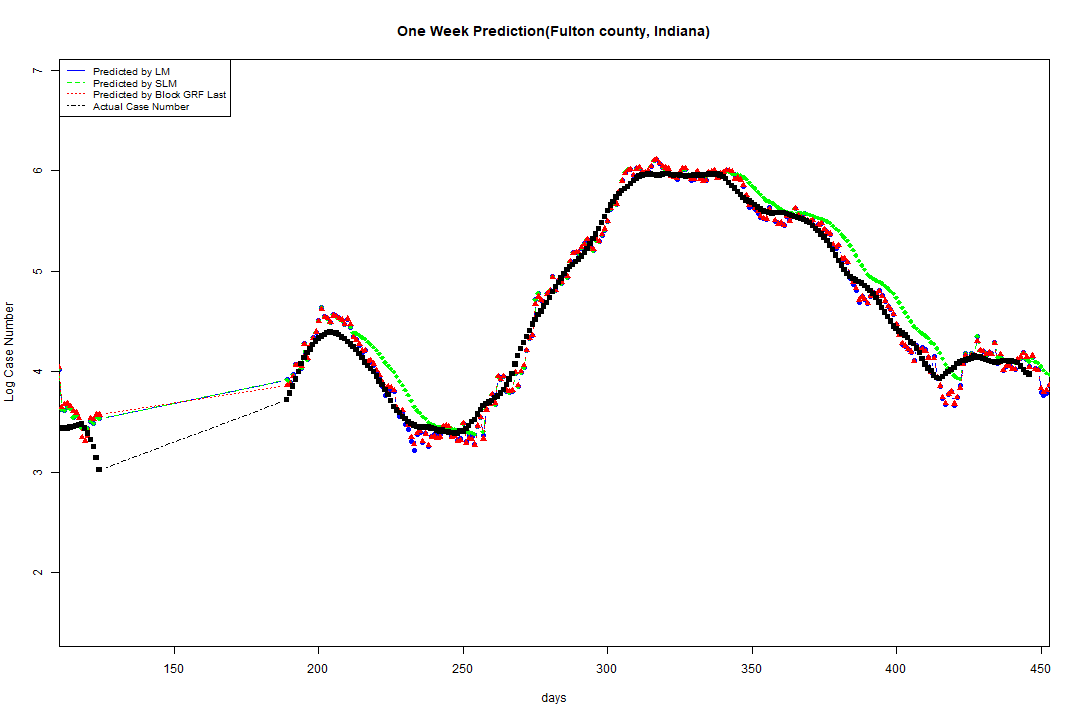 One Week Prediction(Fulton county, Indiana)
Predicted by LM
Predicted by SLM
Predicted by Block GRF Last
Actual Case Number
7
6
5
4
3
2
Log Case Number
150 200 250 300 350 400 450
days